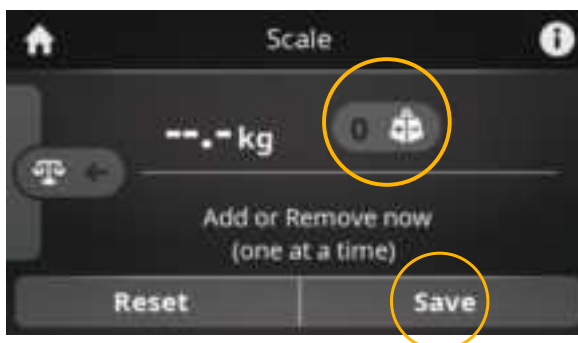 Scale
--.- kg
0
Add or Remove now
(one at a time)
Reset
Save